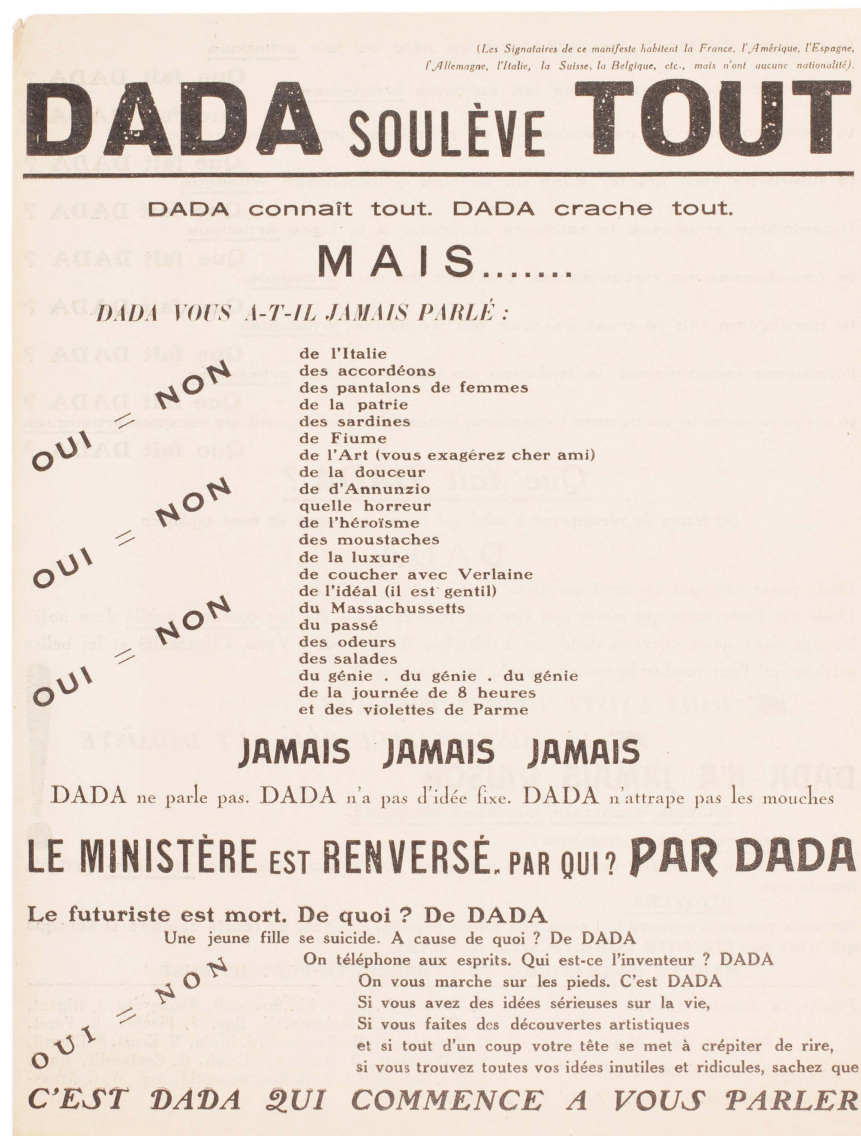 (Les Signataires de ce manifeste habitent la France, l'Amérique, l'Espagne,
l'Allemagne, l'Italie, la Suisse, la Belgique, etc., mais n'ont aucune nationalité).
DADA SOULÈVE TOUT
DADA connaît tout. DADA crache tout.
MAIS.......
DADA VOUS A-T-IL JAMAIS PARLÉ :
OUI = NON
de l'Italie
des accordéons
des pantalons de femmes
de la patrie
des sardines
de Fiume
de l'Art (vous exagérez cher ami)
de la douceur
OUI = NON
de d'Annunzio
quelle horreur
de l'héroïsme
des moustaches
de la luxure
de coucher avec Verlaine
de l'idéal (il est gentil)
OUI = NON
du Massachussetts
du passé
des odeurs
des salades
du génie . du génie . du génie
de la journée de 8 heures
et des violettes de Parme
JAMAIS JAMAIS JAMAIS
DADA ne parle pas. DADA n'a pas d'idée fixe. DADA n'attrape pas les mouches
LE MINISTÈRE EST RENVERSÉ. PAR QUI? PAR DADA
Le futuriste est mort. De quoi ? De DADA
Une jeune fille se suicide. A cause de quoi ? De DADA
On téléphone aux esprits. Qui est-ce l'inventeur ? DADA
OUI = NON
On vous marche sur les pieds. C'est DADA
Si vous avez des idées sérieuses sur la vie,
Si vous faites des découvertes artistiques
et si tout d'un coup votre tête se met à crépiter de rire,
si vous trouvez toutes vos idées inutiles et ridicules, sachez que
C'EST DADA QUI COMMENCE A VOUS PARLER